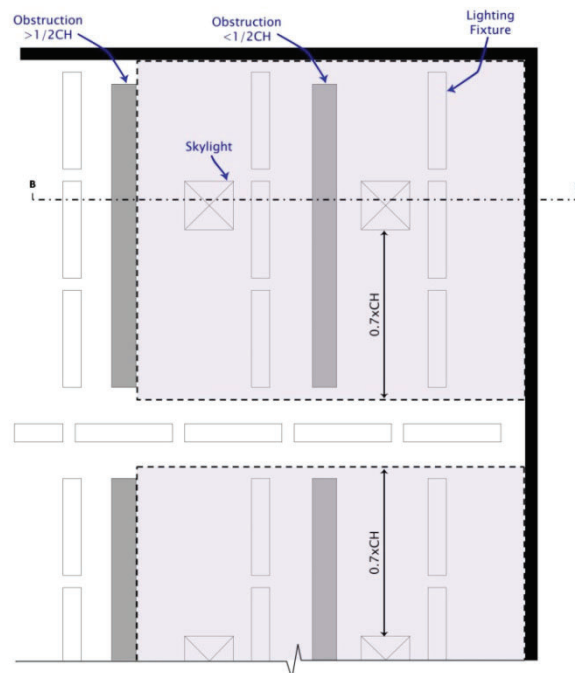 Obstruction
>1/2CH
Obstruction
<1/2CH
Lighting
Fixture
Skylight
B
0.7xCH
0.7xCH